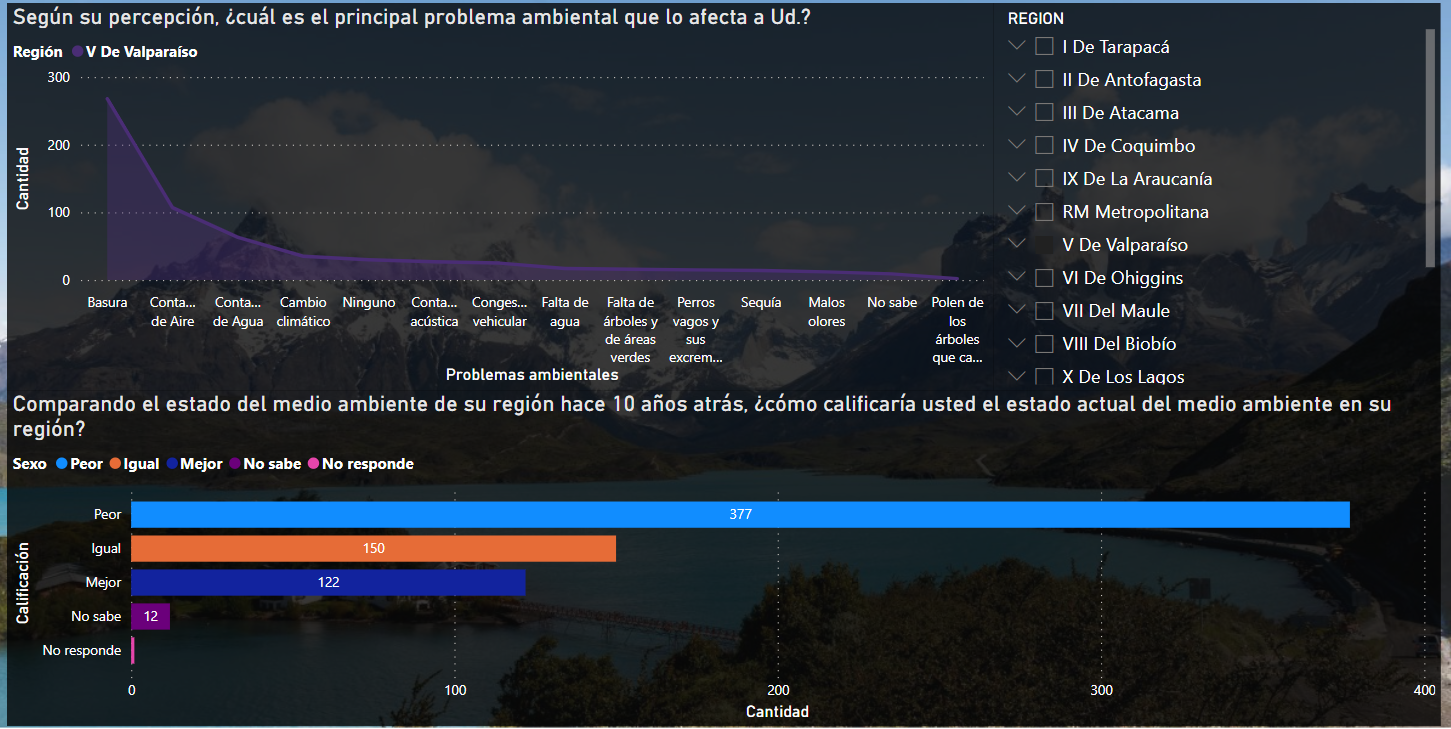 Según su percepción, ¿cuál es el principal problema ambiental que lo afecta a Ud.?
Región V De Valparaíso
300
200
100
0
Cantidad
Basura
Conta... de Aire
Conta... de Agua
Cambio climático
Ninguno
Conta... acústica
Conges... vehicular
Falta de agua
Falta de árboles y de áreas verdes
Perros vagos y sus excrem...
Sequía
Malos olores
No sabe
Polen de los árboles que ca...
Problemas ambientales
REGION
I De Tarapacá
II De Antofagasta
III De Atacama
IV De Coquimbo
IX De La Araucanía
RM Metropolitana
V De Valparaíso
VI De Ohiggins
VII Del Maule
VIII Del Biobío
X De Los Lagos
Comparando el estado del medio ambiente de su región hace 10 años atrás, ¿cómo calificaría usted el estado actual del medio ambiente en su
región?
Sexo Peor Igual Mejor No sabe No responde
Calificación
Peor 377
Igual 150
Mejor 122
No sabe 12
No responde
0 100 200 300 400
Cantidad